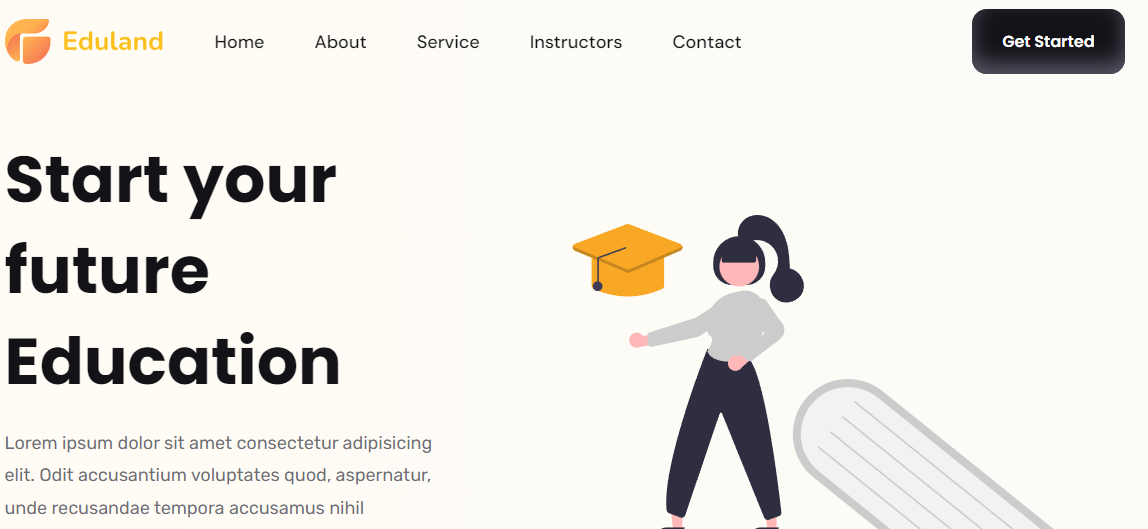 Eduland Home About Service Instructors Contact Get Started
Start your
future
Education
Lorem ipsum dolor sit amet consectetur adipisicing
elit. Odit accusantium voluptates quod, aspernatur,
unde recusandae tempora accusamus nihil